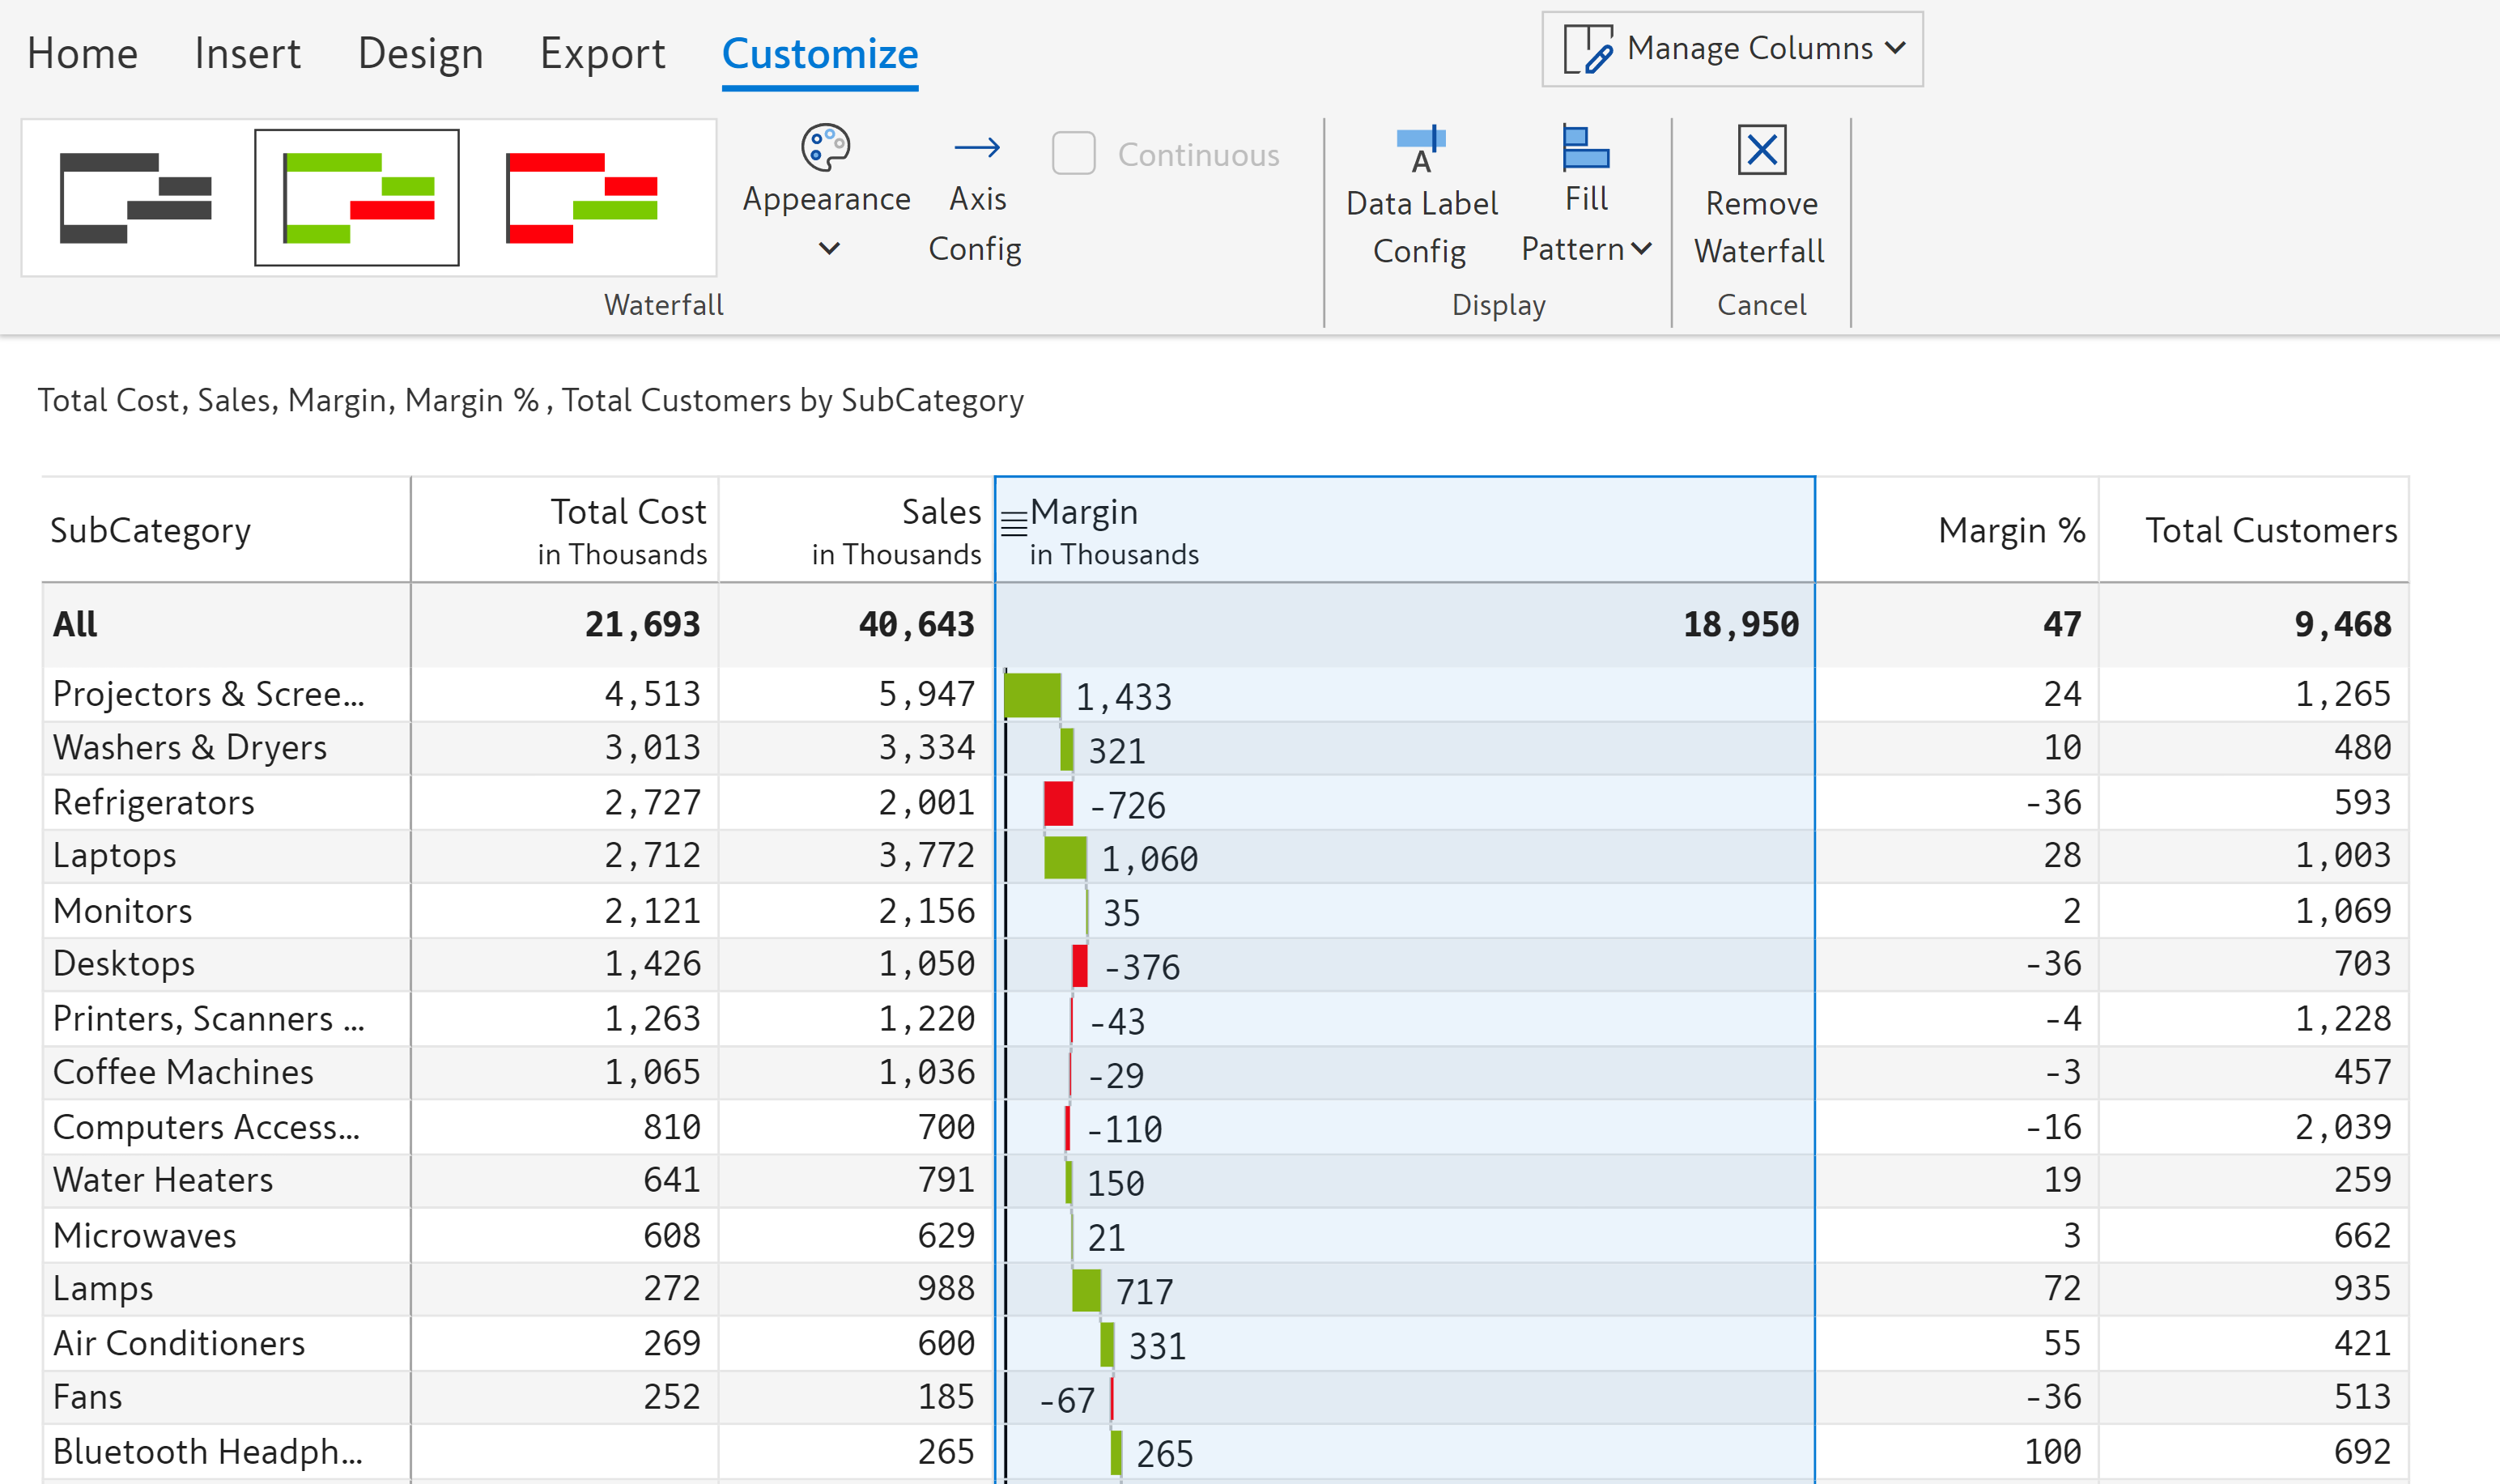 Home Insert Design Export Customize Manage Columns
Appearance
Axis
Config
Continuous
Waterfall
Data Label
Config
Fill
Pattern
Display
Remove
Waterfall
Cancel
Total Cost, Sales, Margin, Margin % , Total Customers by SubCategory
SubCategory Total Cost in Thousands Sales in Thousands Margin in Thousands Margin % Total Customers
All 21,693 40,643 18,950 47 9,468
Projectors & Scree... 4,513 5,947 1,433 24 1,265
Washers & Dryers 3,013 3,334 321 10 480
Refrigerators 2,727 2,001 -726 -36 593
Laptops 2,712 3,772 1,060 28 1,003
Monitors 2,121 2,156 35 2 1,069
Desktops 1,426 1,050 -376 -36 703
Printers, Scanners ... 1,263 1,220 -43 -4 1,228
Coffee Machines 1,065 1,036 -29 -3 457
Computers Access... 810 700 -110 -16 2,039
Water Heaters 641 791 150 19 259
Microwaves 608 629 21 3 662
Lamps 272 988 717 72 935
Air Conditioners 269 600 331 55 421
Fans 252 185 -67 -36 513
Bluetooth Headph... 265 265 100 692